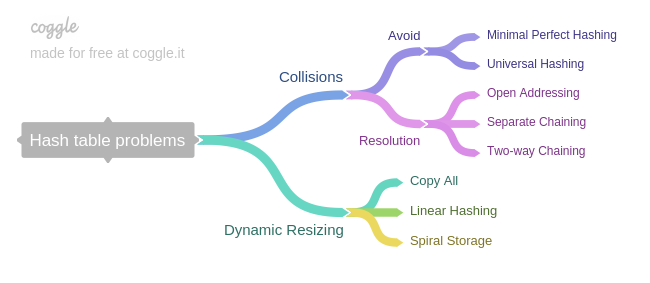 coggle
made for free at coggle.it
Hash table problems
Collisions
Avoid
Minimal Perfect Hashing
Universal Hashing
Resolution
Open Addressing
Separate Chaining
Two-way Chaining
Dynamic Resizing
Copy All
Linear Hashing
Spiral Storage